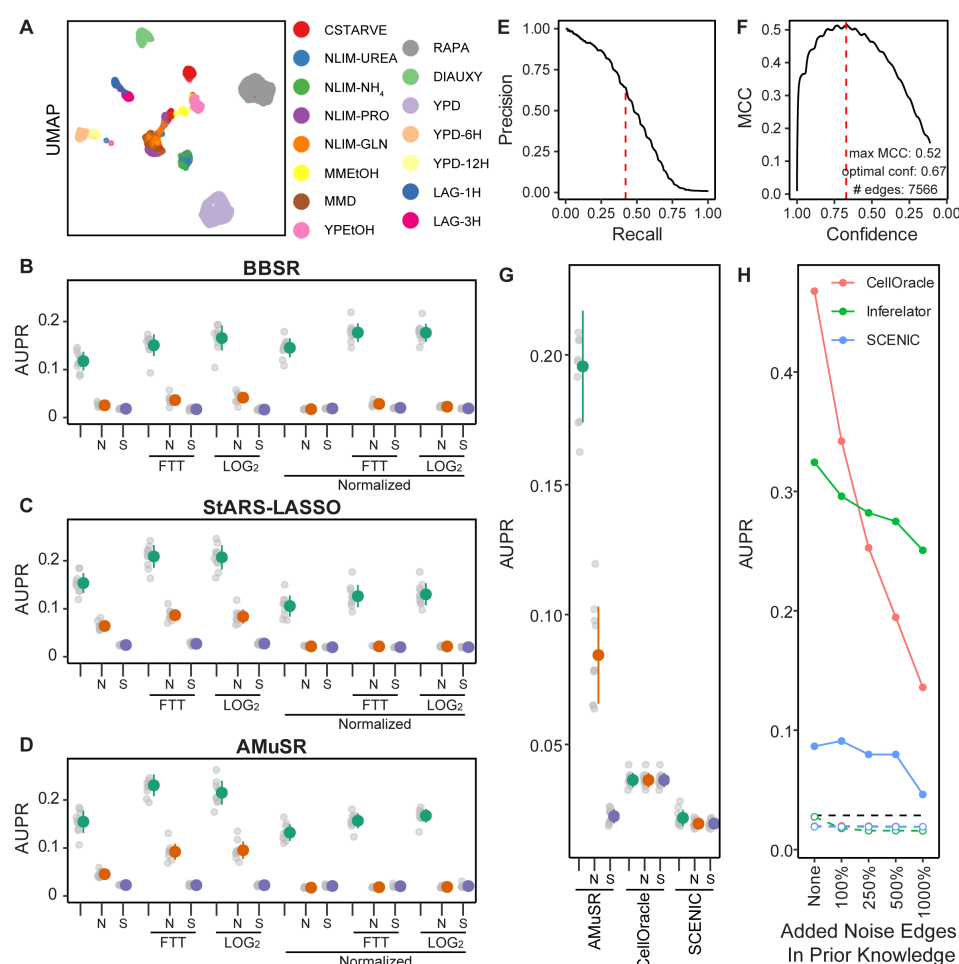 A
UMAP
CSTARVE
NLIM-UREA
NLIM-NH4
NLIM-PRO
NLIM-GLN
MMEtOH
MMD
YPEtOH
RAPA
DIAUXY
YPD
YPD-6H
YPD-12H
LAG-1H
LAG-3H
E
Precision
1.00
0.75
0.50
0.25
0.00
0.00 0.25 0.50 0.75 1.00
Recall
F
MCC
0.5
0.4
0.3
0.2
0.1
0.0
max MCC: 0.52
optimal conf: 0.67
# edges: 7566
1.00 0.75 0.50 0.25 0.00
Confidence
B
BBSR
AUPR
0.2
0.1
0
N S N S N S N S N S N S
FTT LOG2 FTT LOG2
Normalized
C
StARS-LASSO
AUPR
0.2
0.1
0
N S N S N S N S N S N S
FTT LOG2 FTT LOG2
Normalized
D
AMuSR
AUPR
0.2
0.1
0
N S N S N S N S N S N S
FTT LOG2 FTT LOG2
Normalized
G
AUPR
0.20
0.15
0.10
0.05
N S N S N S
AMuSR
CellOracle
SCENIC
H
CellOracle
Inferelator
SCENIC
AUPR
0.4
0.3
0.2
0.1
0.0
None
100%
250%
500%
1000%
Added Noise Edges
In Prior Knowledge